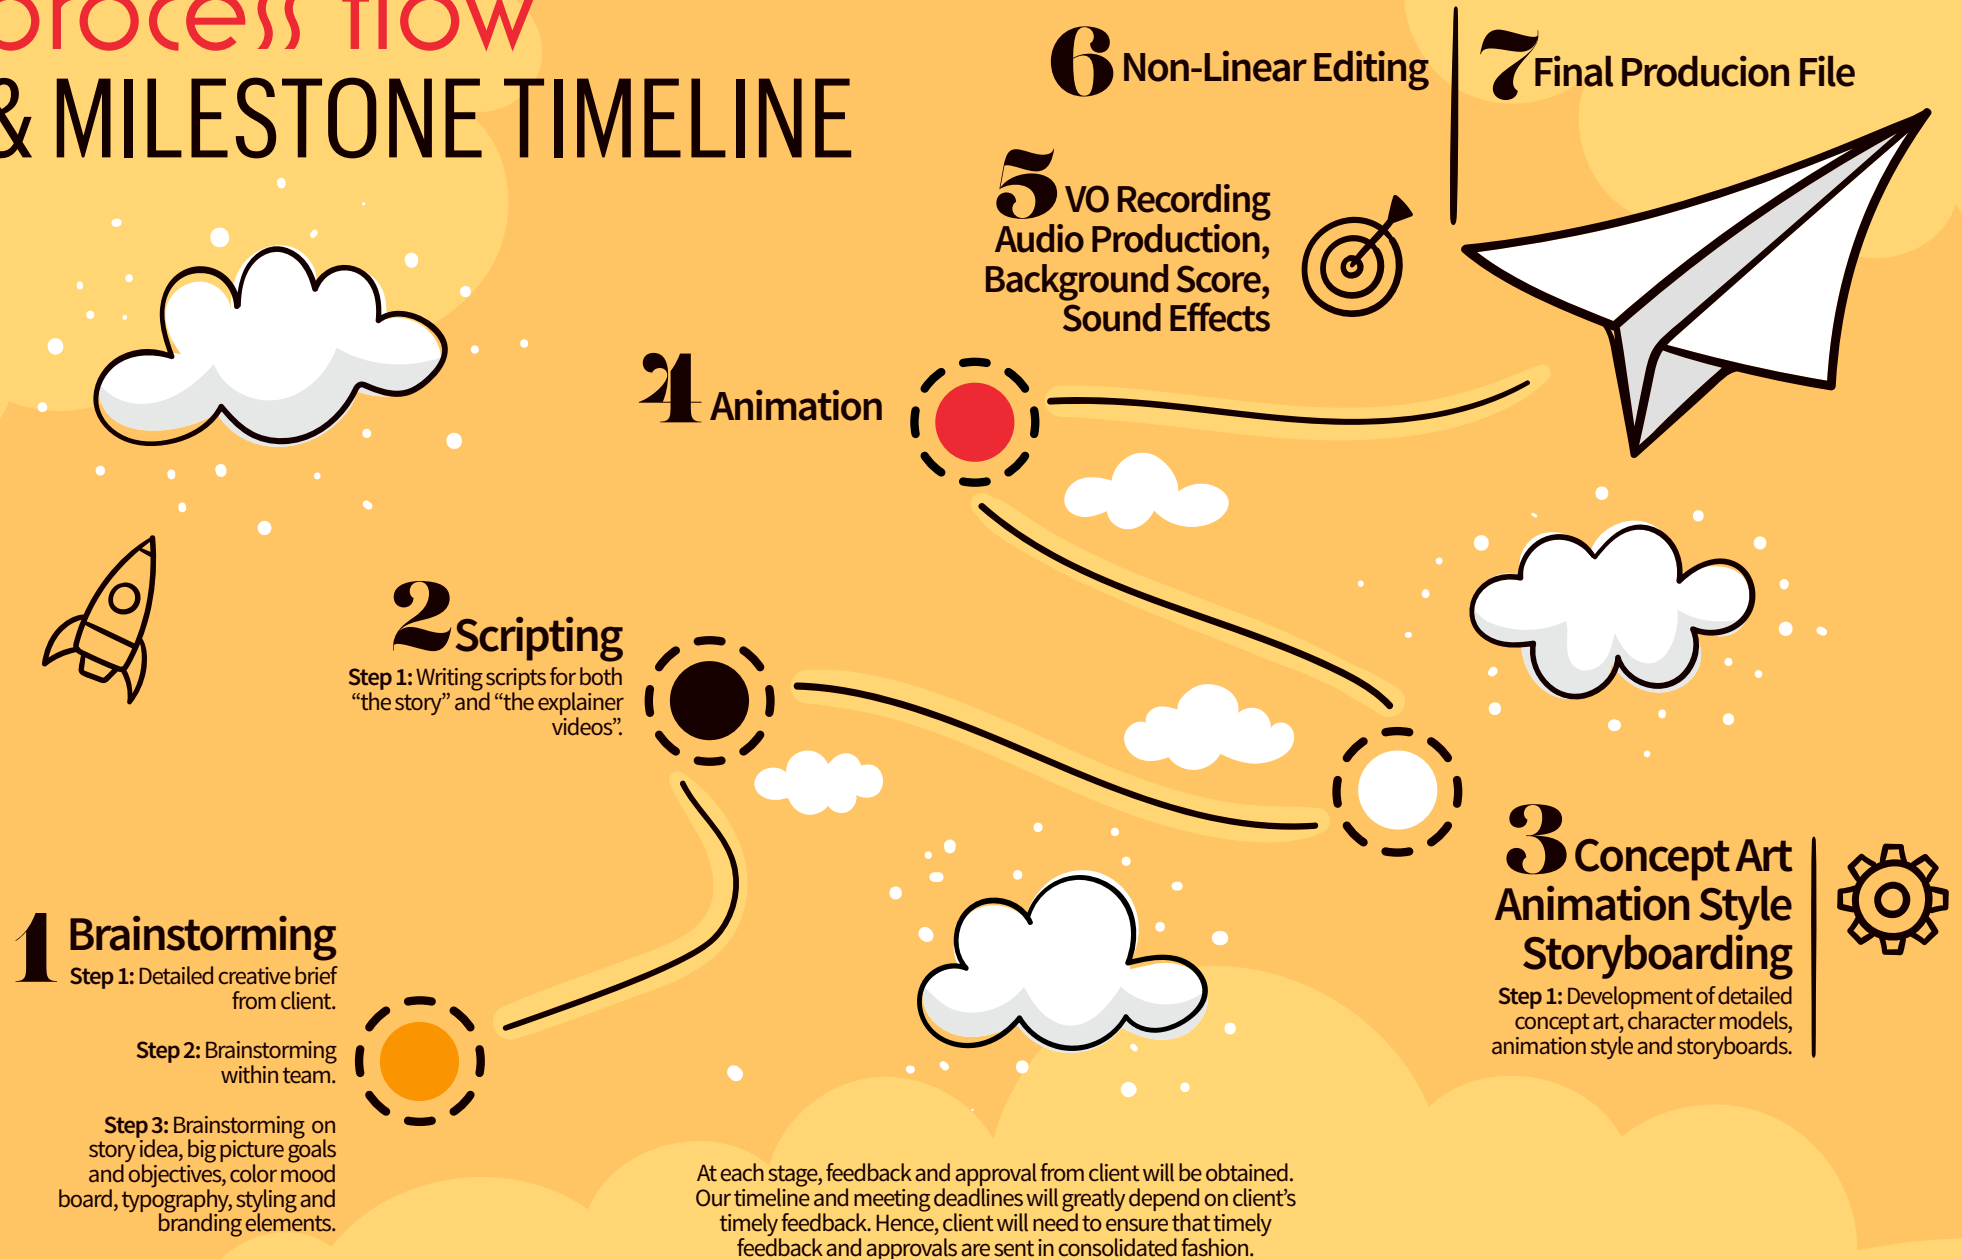 process flow
& MILESTONE TIMELINE
6 Non-Linear Editing
7 Final Producion File
5 VO Recording
Audio Production,
Background Score,
Sound Effects
4 Animation
2 Scripting
Step 1: Writing scripts for both
“the story” and “the explainer
videos”.
3 Concept Art
Animation Style
Storyboarding
Step 1: Development of detailed
concept art, character models,
animation style and storyboards.
1 Brainstorming
Step 1: Detailed creative brief
from client.
Step 2: Brainstorming
within team.
Step 3: Brainstorming on
story idea, big picture goals
and objectives, color mood
board, typography, styling and
branding elements.
At each stage, feedback and approval from client will be obtained.
Our timeline and meeting deadlines will greatly depend on client’s
timely feedback. Hence, client will need to ensure that timely
feedback and approvals are sent in consolidated fashion.